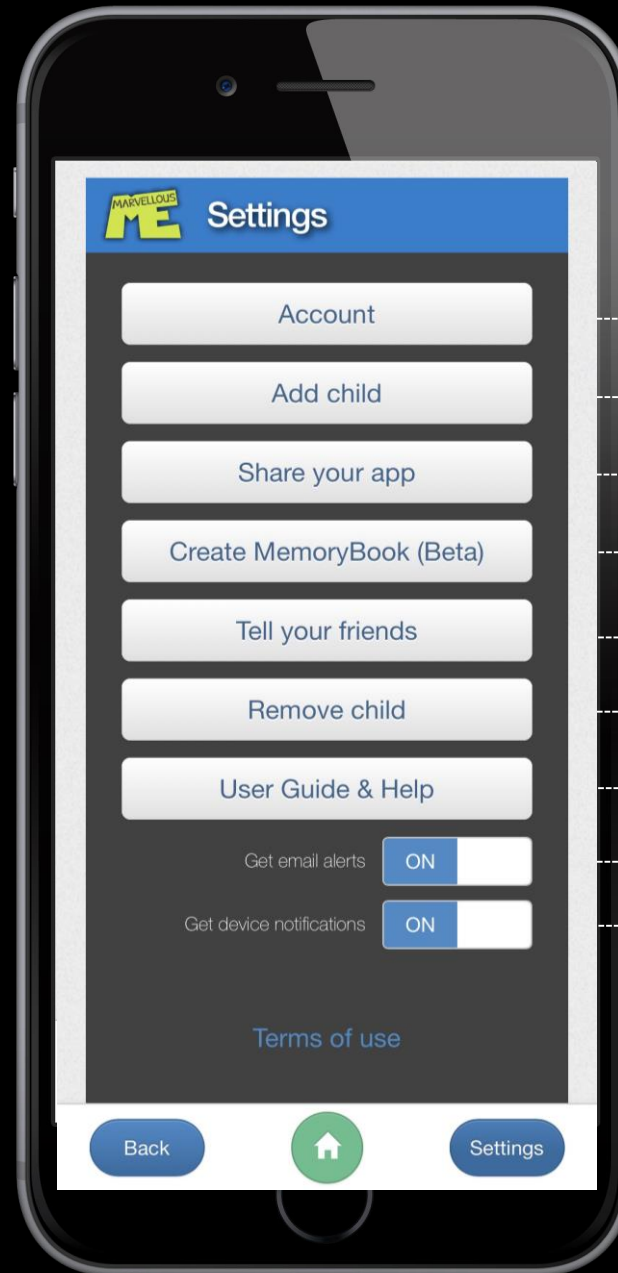 MARVELLOUS
ME
Settings
Account
Add child
Share your app
Create MemoryBook (Beta)
Tell your friends
Remove child
User Guide & Help
Get email alerts ON
Get device notifications ON
Terms of use
Back Settings